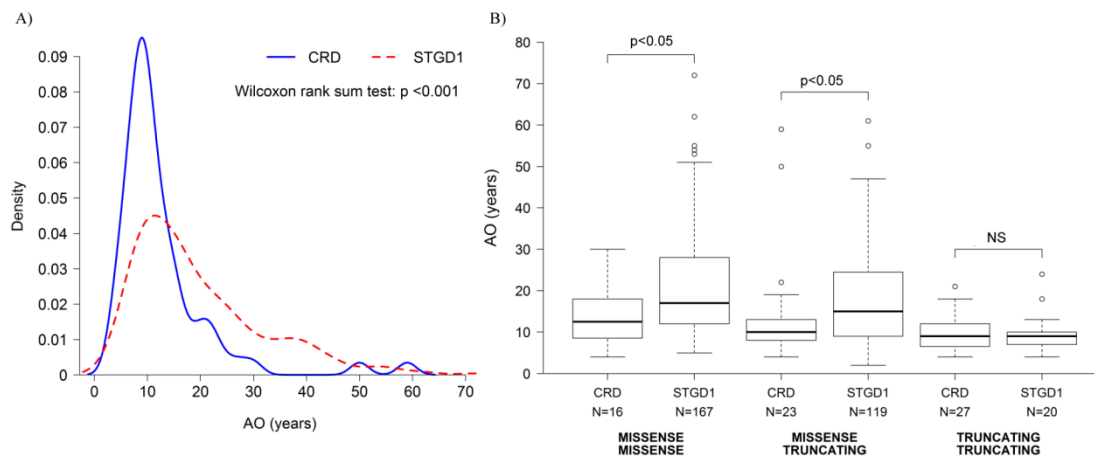 A)
CRD
STGD1
Wilcoxon rank sum test: p <0.001
Density
0.09
0.08
0.07
0.06
0.05
0.04
0.03
0.02
0.01
0
0 10 20 30 40 50 60 70
AO (years)
B)
AO (years)
80
70
60
50
40
30
20
10
0
p<0.05
p<0.05
NS
CRD STGD1 CRD STGD1 CRD STGD1
N=16 N=167 N=23 N=119 N=27 N=20
MISSENSE MISSENSE TRUNCATING
MISSENSE TRUNCATING TRUNCATING